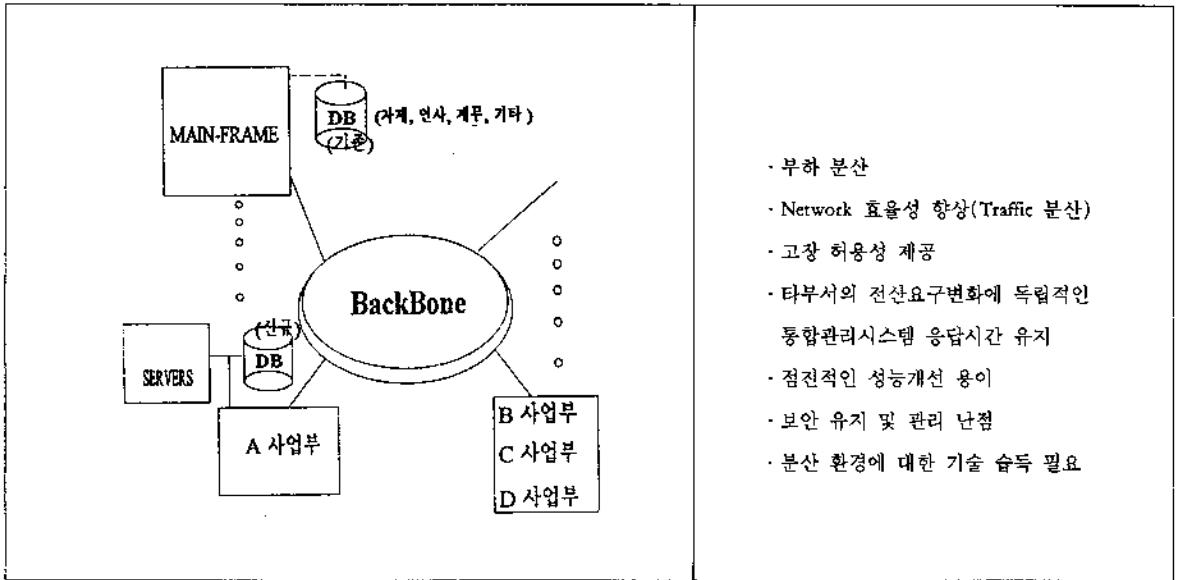 MAIN-FRAME
DB (자재, 인사, 재무, 기타)
(기존)
BackBone
(신규)
DB
SERVERS
A 사업부
B 사업부
C 사업부
D 사업부
· 부하 분산
· Network 효율성 향상(Traffic 분산)
· 고장 허용성 제공
· 타부서의 전산요구변화에 독립적인
통합관리시스템 응답시간 유지
· 점진적인 성능개선 용이
· 보안 유지 및 관리 난점
· 분산 환경에 대한 기술 습득 필요